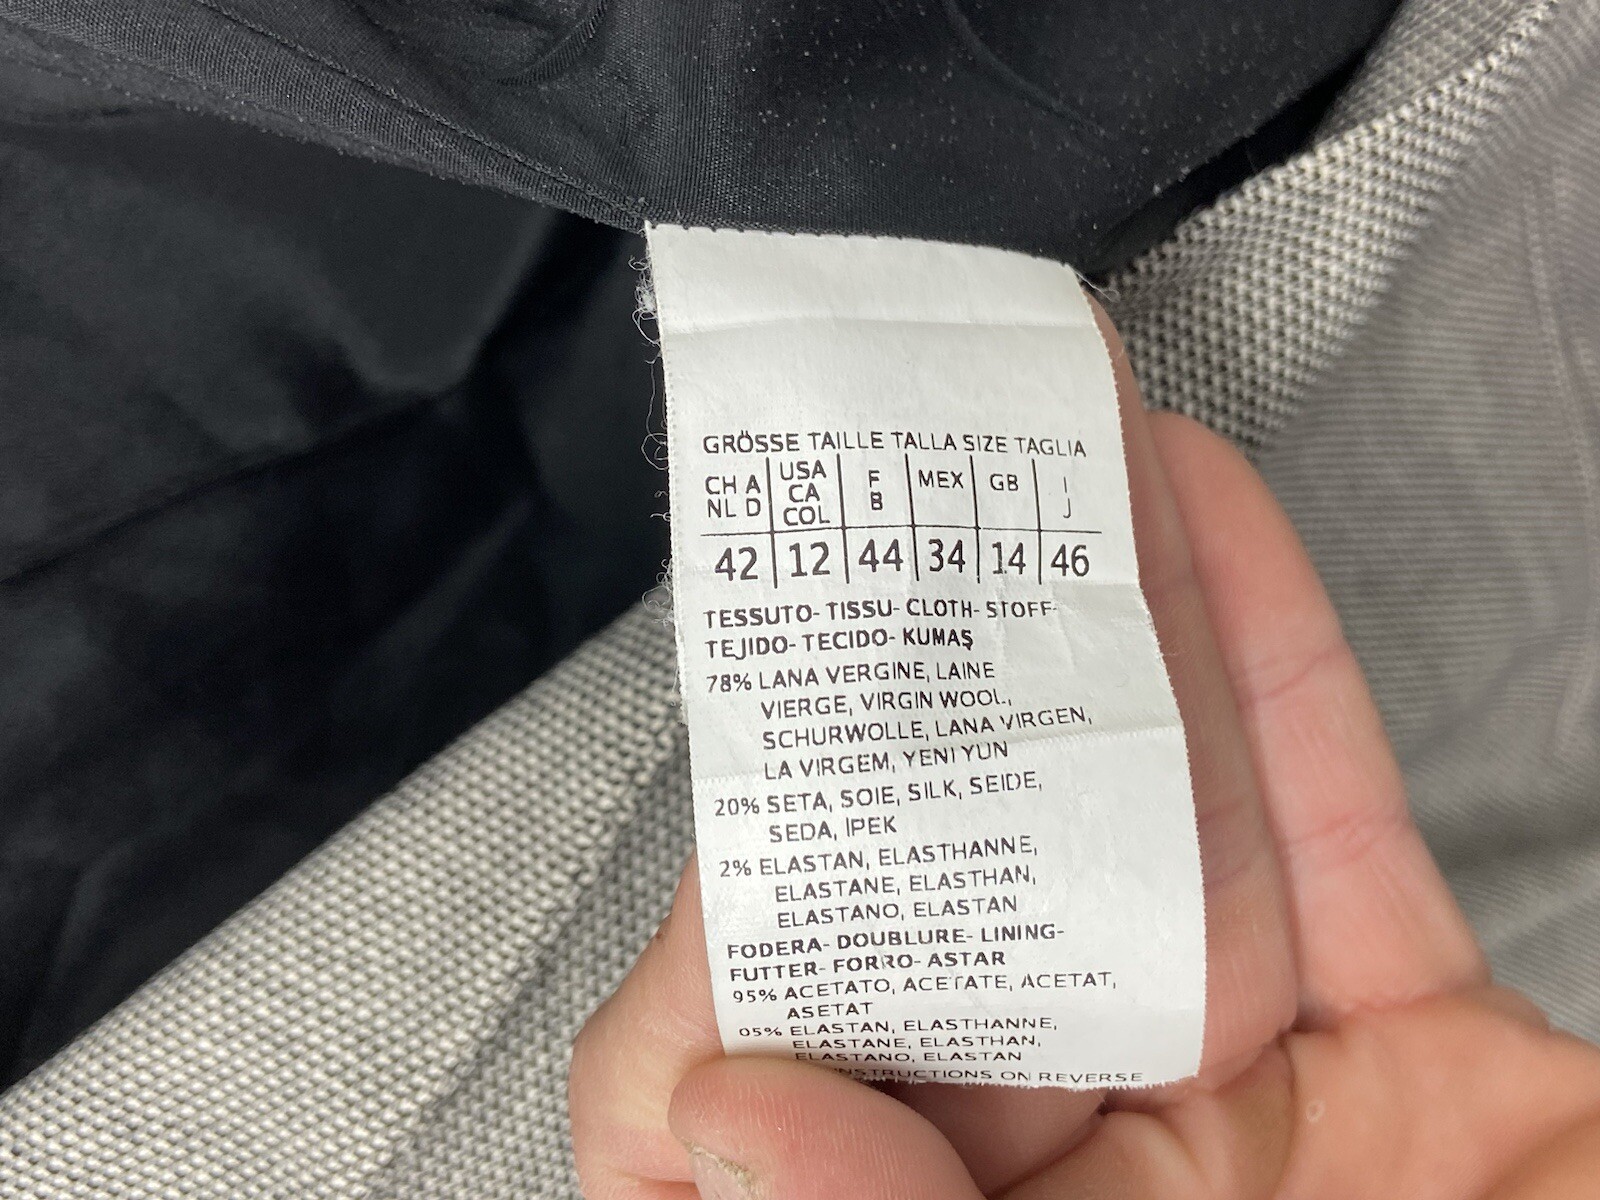 GRÖSSE TAILLE TALLA SIZE TAGLIA
CH A NL D | USA CA COL | F B | MEX | GB | I J
42 | 12 | 44 | 34 | 14 | 46
TESSUTO- TISSU- CLOTH- STOFF-
TEJIDO- TECIDO- KUMAŞ
78% LANA VERGINE, LAINE
VIERGE, VIRGIN WOOL,
SCHURWOLLE, LANA VIRGEN,
LA VIRGEM, YENI YUN
20% SETA, SOIE, SILK, SEIDE,
SEDA, IPEK
2% ELASTAN, ELASTHANNE,
ELASTANE, ELASTHAN,
ELASTANO, ELASTAN
FODERA- DOUBLURE- LINING-
FUTTER- FORRO- ASTAR
95% ACETATO, ACETATE, ACETAT,
ASETAT
05% ELASTAN, ELASTHANNE,
ELASTANE, ELASTHAN,
ELASTANO, ELASTAN
INSTRUCTIONS ON REVERSE